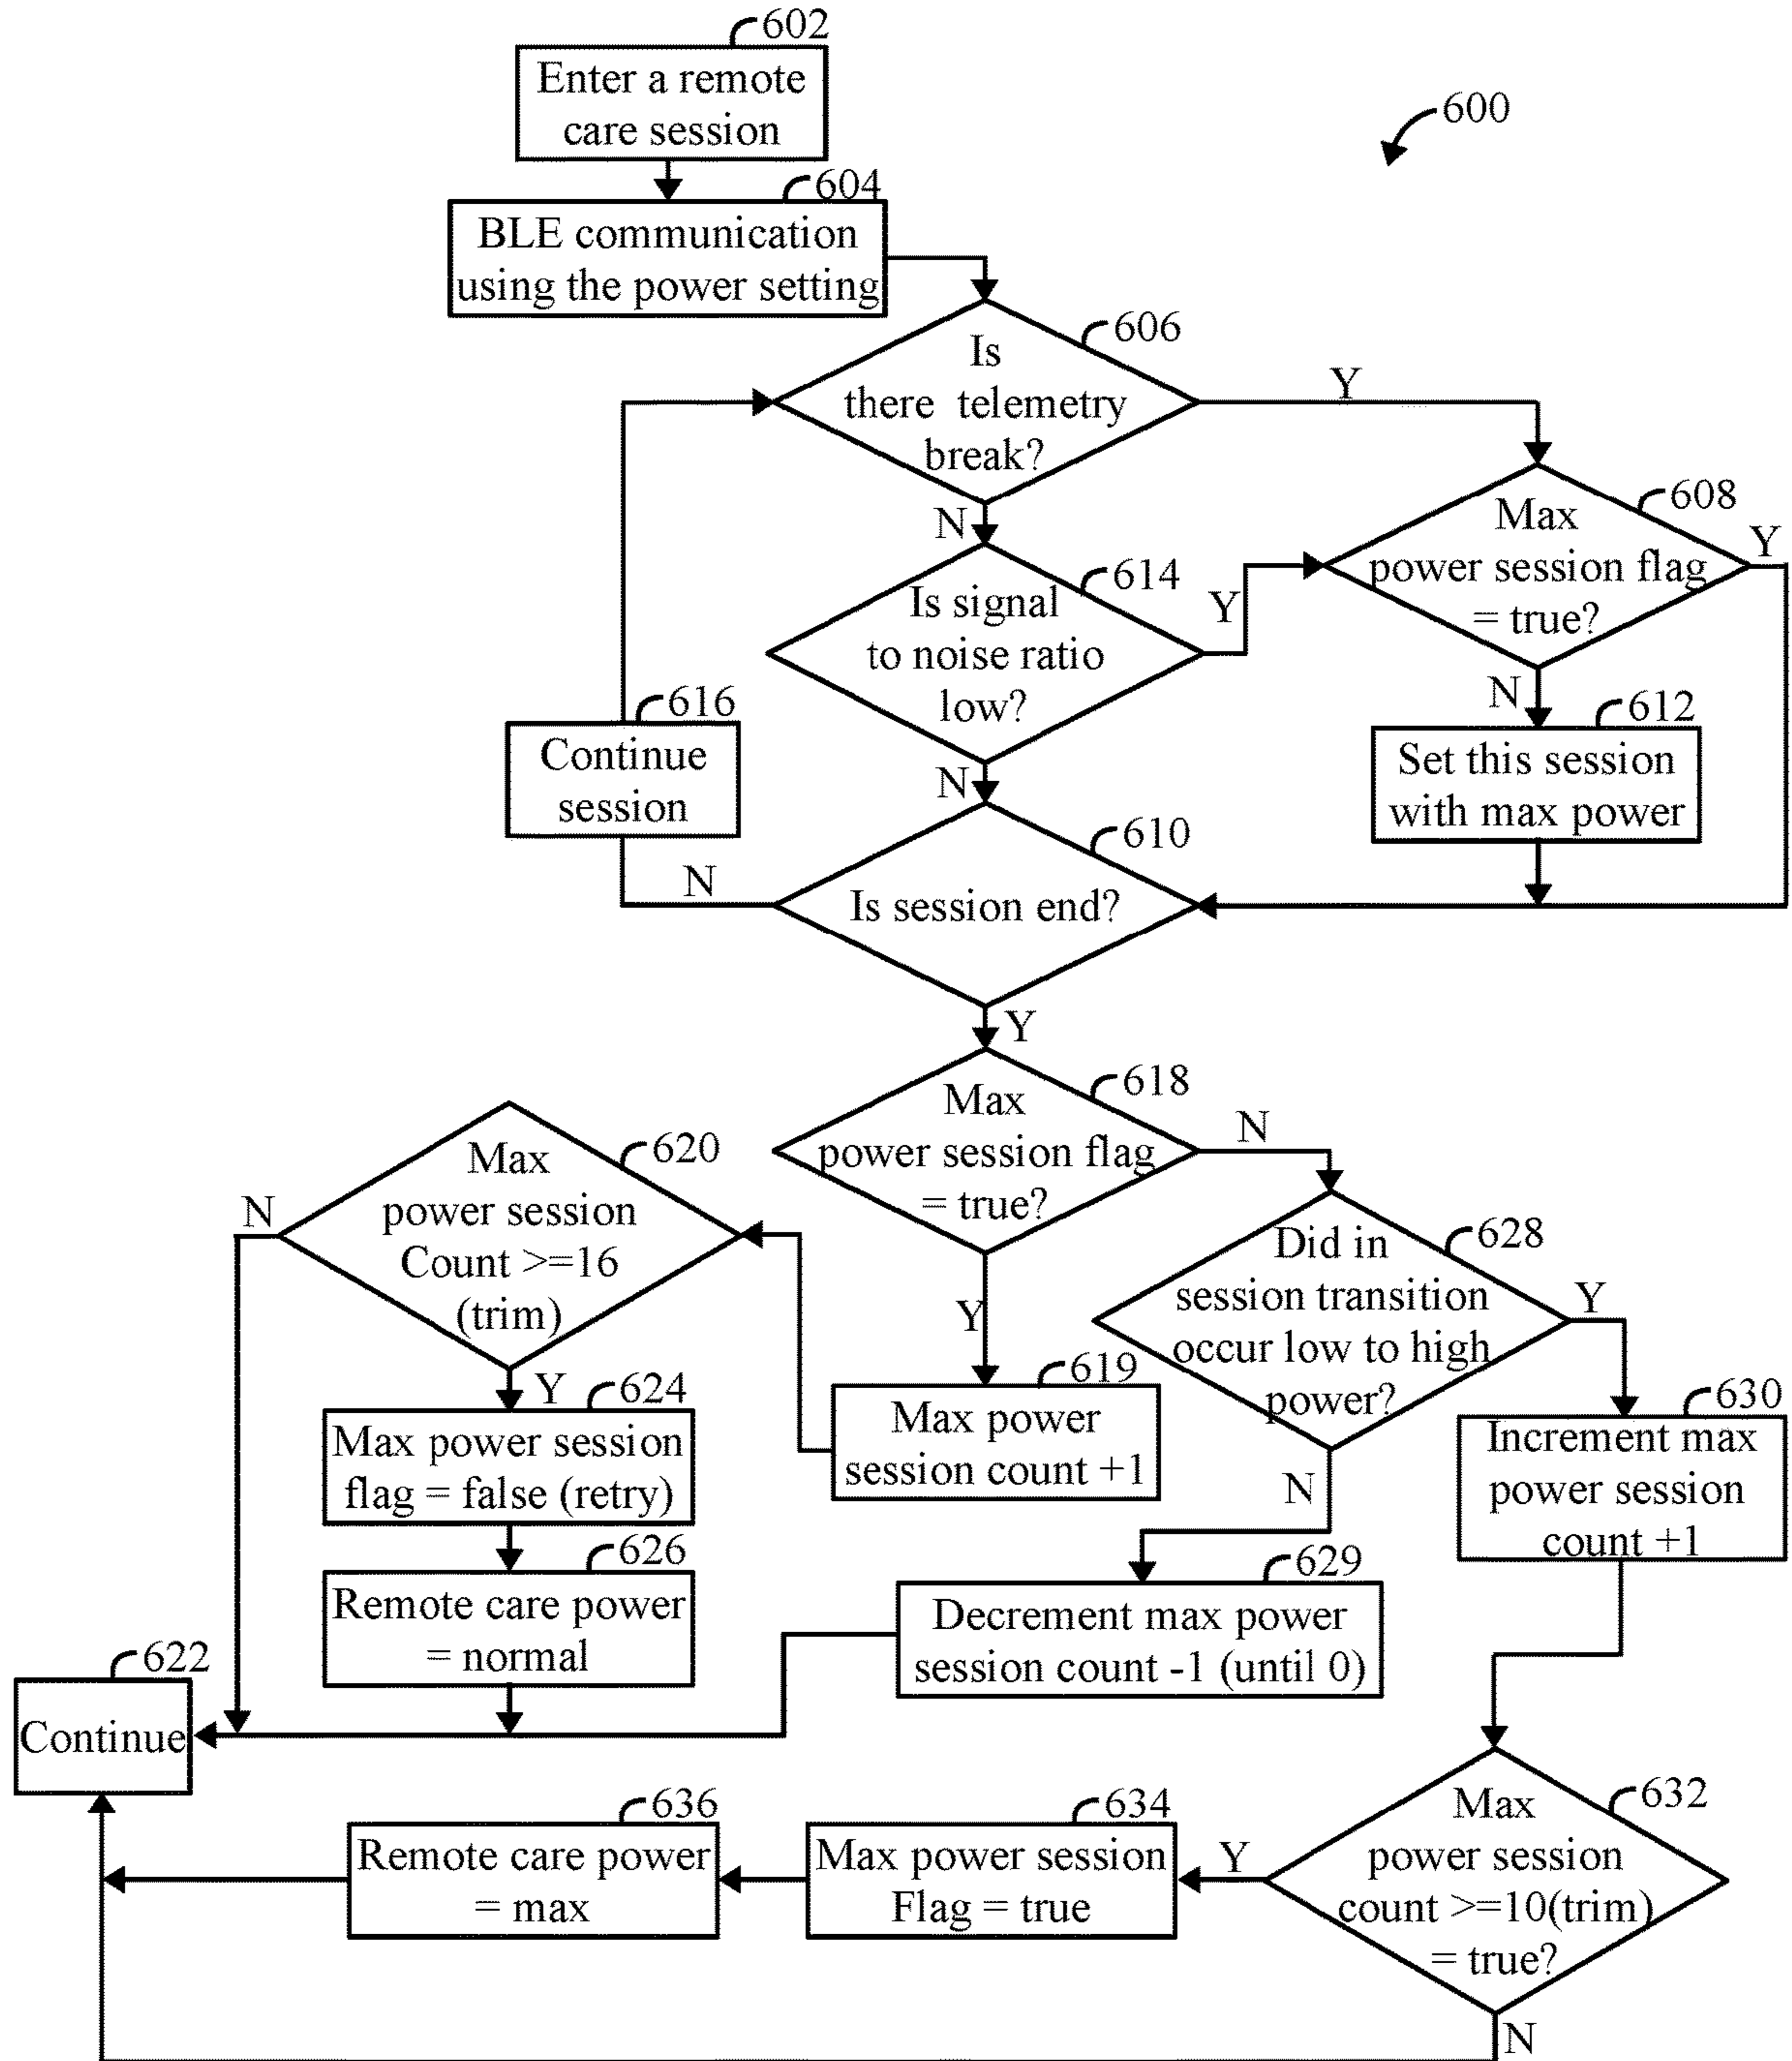 602
Enter a remote
care session
600
604
BLE communication
using the power setting
606
Is
there telemetry
break?
Y
N
608
Max
power session flag
= true?
Y
N
614
Is signal
to noise ratio
low?
Y
N
616
Continue
session
612
Set this session
with max power
610
Is session end?
N
Y
618
Max
power session flag
= true?
N
Y
620
Max
power session
Count >=16
(trim)
N
Y
628
Did in
session transition
occur low to high
power?
Y
N
619
Max power
session count +1
624
Max power session
flag = false (retry)
630
Increment max
power session
count +1
626
Remote care power
= normal
629
Decrement max power
session count -1 (until 0)
622
Continue
636
Remote care power
= max
634
Max power session
Flag = true
632
Max
power session
count >=10(trim)
= true?
Y
N